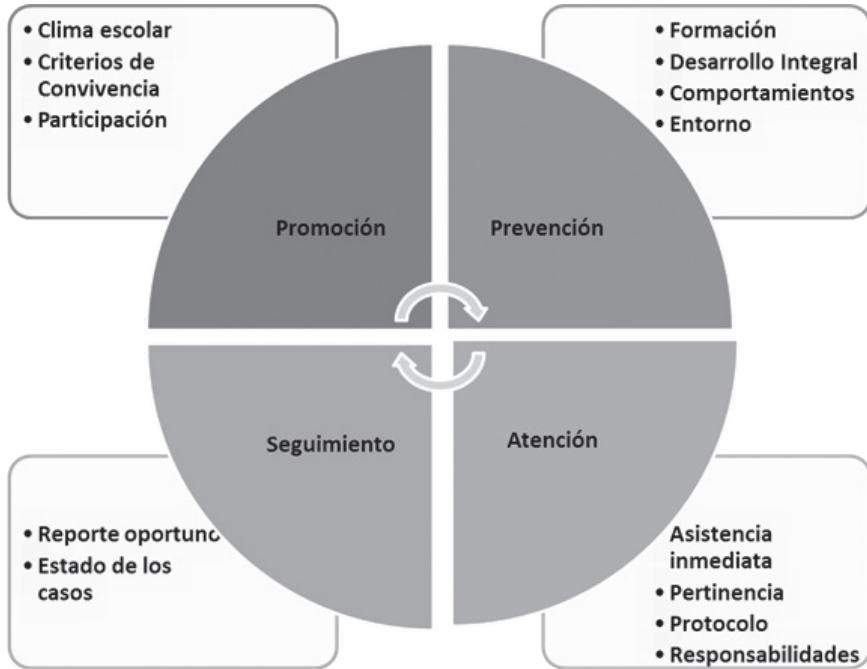 • Clima escolar
• Criterios de
Convivencia
• Participación
• Formación
• Desarrollo Integral
• Comportamientos
• Entorno
Promoción
Prevención
Seguimiento
Atención
• Reporte oportuno
• Estado de los
casos
Asistencia
inmediata
• Pertinencia
• Protocolo
• Responsabilidades